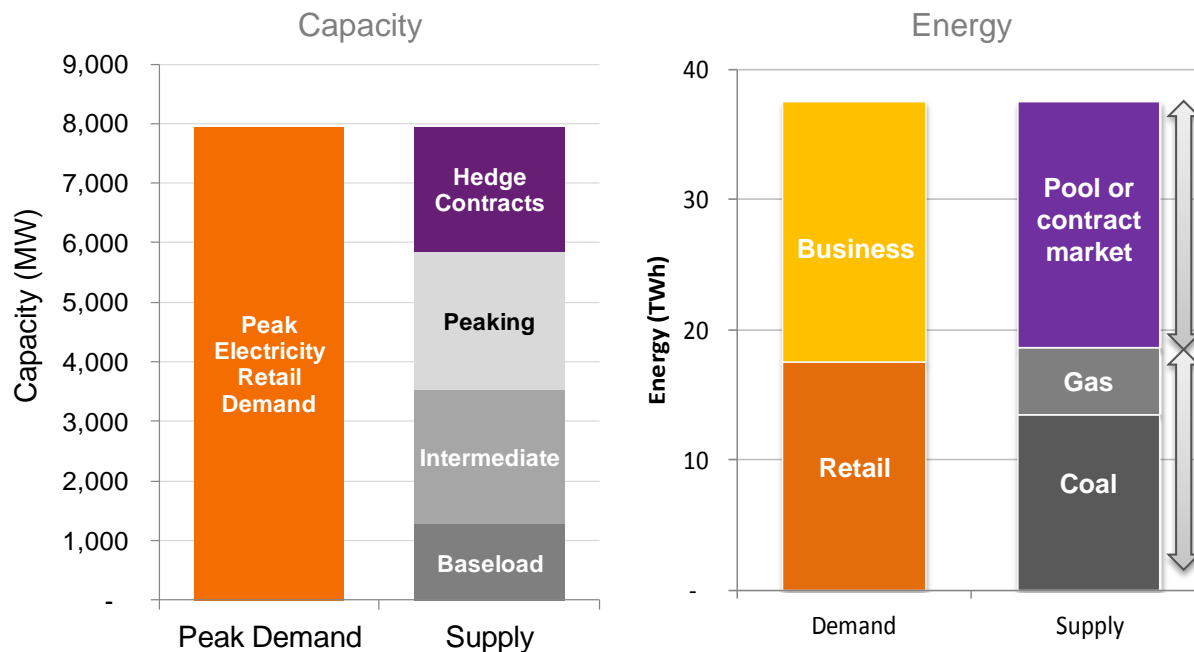 Capacity
Capacity (MW)
9,000
8,000
7,000
6,000
5,000
4,000
3,000
2,000
1,000
-
Peak
Electricity
Retail
Demand
Hedge
Contracts
Peaking
Intermediate
Baseload
Peak Demand
Supply
Energy
Energy (TWh)
40
30
20
10
-
Business
Retail
Pool or
contract
market
Gas
Coal
Demand
Supply